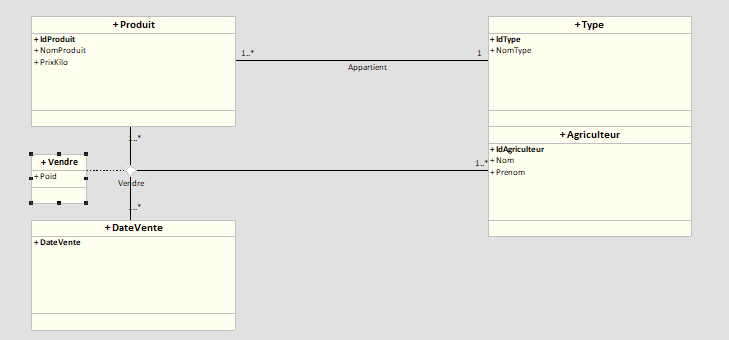 + Produit
+ IdProduit
+ NomProduit
+ PrixKilo
1..*
1
Appartient
+ Type
+ IdType
+ NomType
1..*
+ Vendre
+ Poid
Vendre
1..*
+ Agriculteur
+ IdAgriculteur
+ Nom
+ Prenom
1..*
+ DateVente
+ DateVente